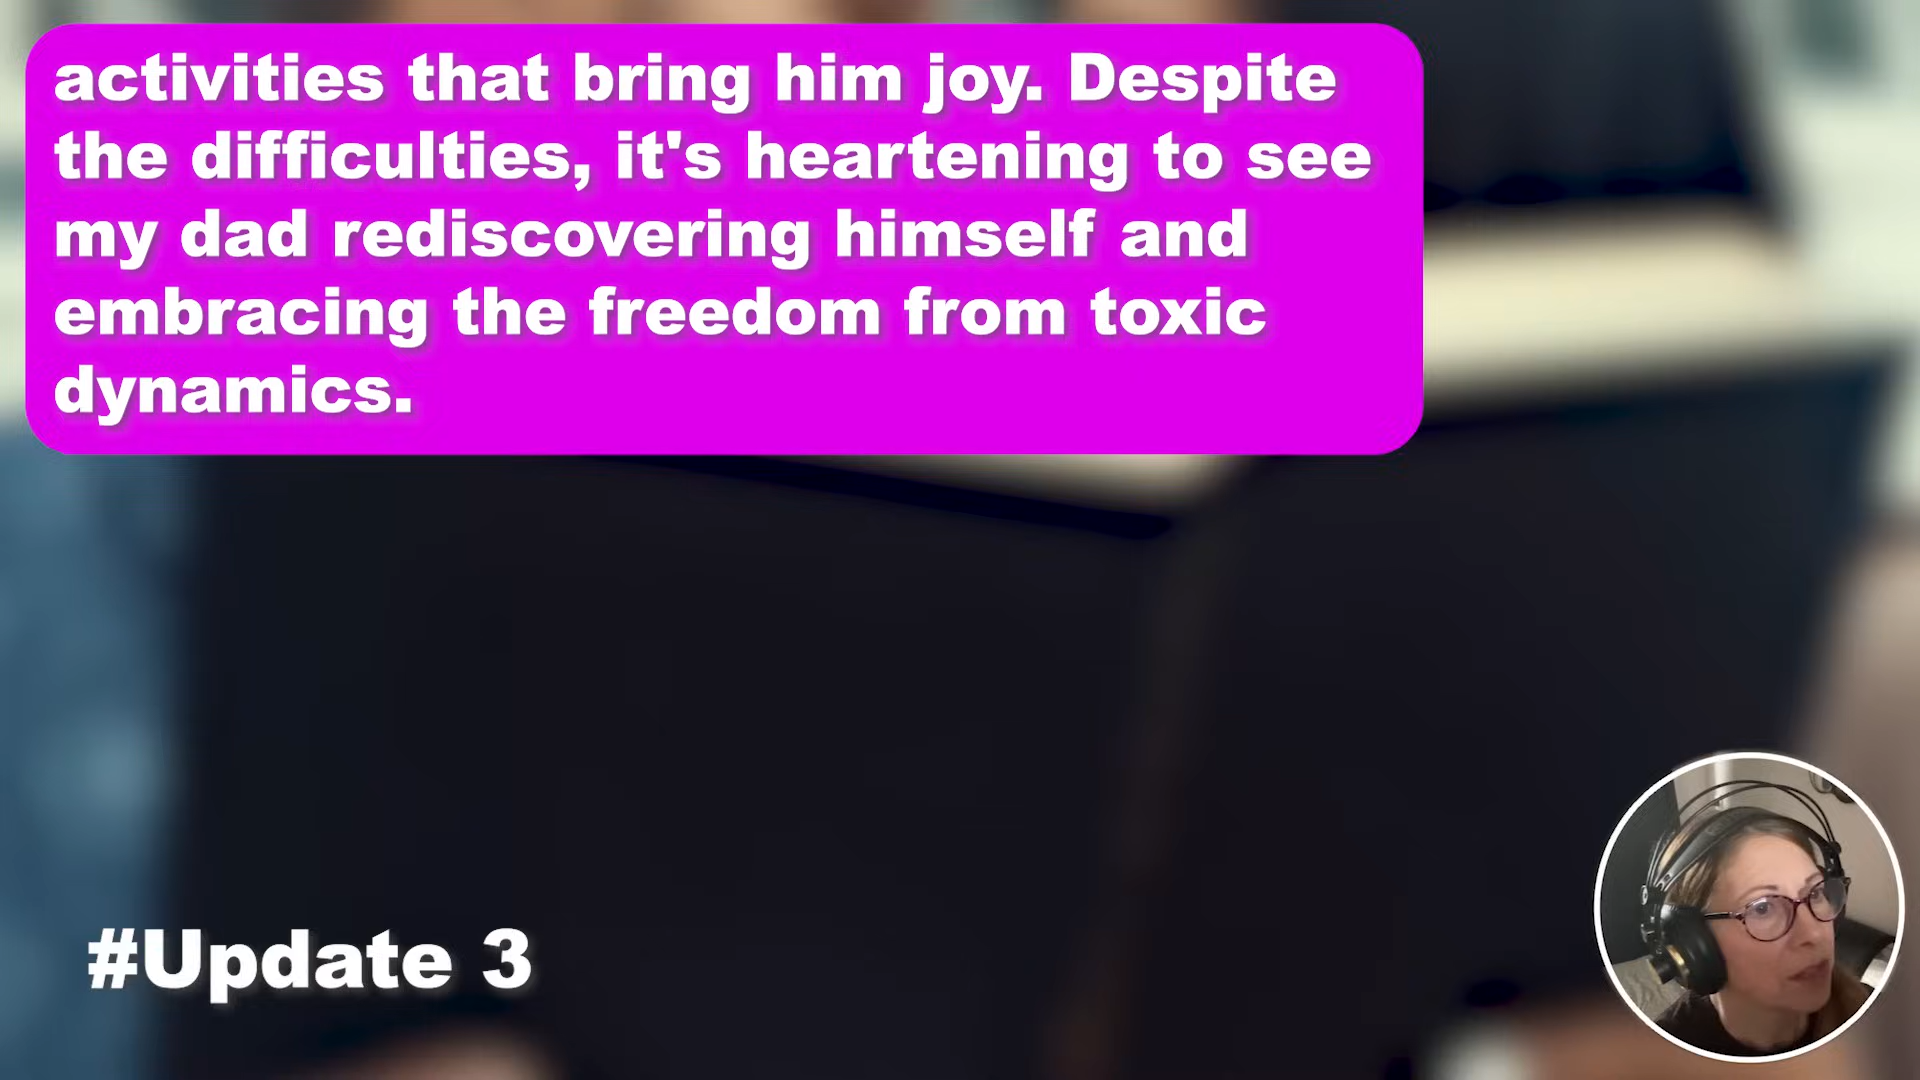 activities that bring him joy. Despite
the difficulties, it's heartening to see
my dad rediscovering himself and
embracing the freedom from toxic
dynamics.
#Update 3